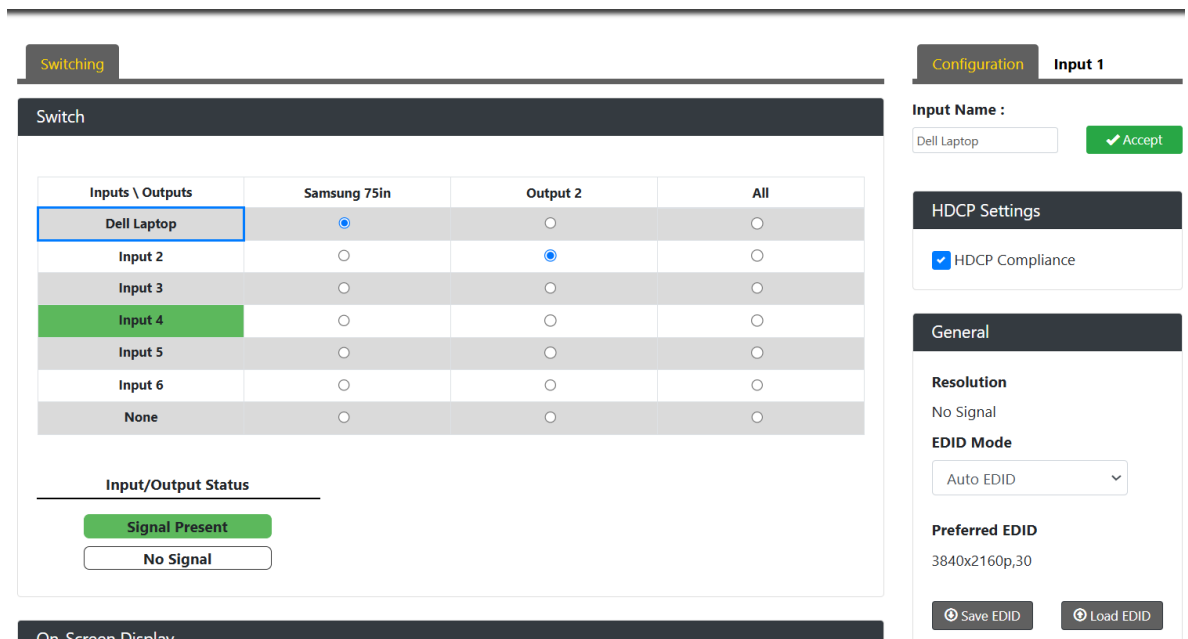 Switching
Configuration Input 1
Switch
Input Name :
Dell Laptop
Accept
Inputs \ Outputs Samsung 75in Output 2 All
Dell Laptop
Input 2
Input 3
Input 4
Input 5
Input 6
None
Input/Output Status
Signal Present
No Signal
HDCP Settings
HDCP Compliance
General
Resolution
No Signal
EDID Mode
Auto EDID
Preferred EDID
3840x2160p,30
Save EDID Load EDID
On-Screen Display